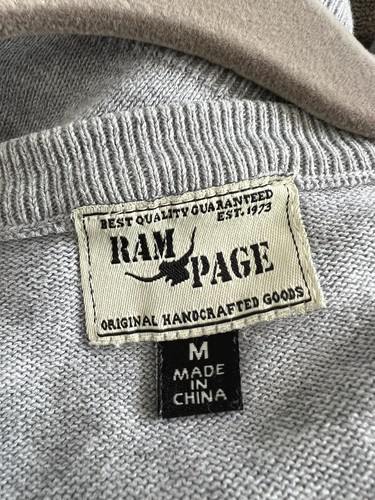 BEST QUALITY GUARANTEED
EST. 1973
RAM PAGE
ORIGINAL HANDCRAFTED GOODS
M
MADE
IN
CHINA